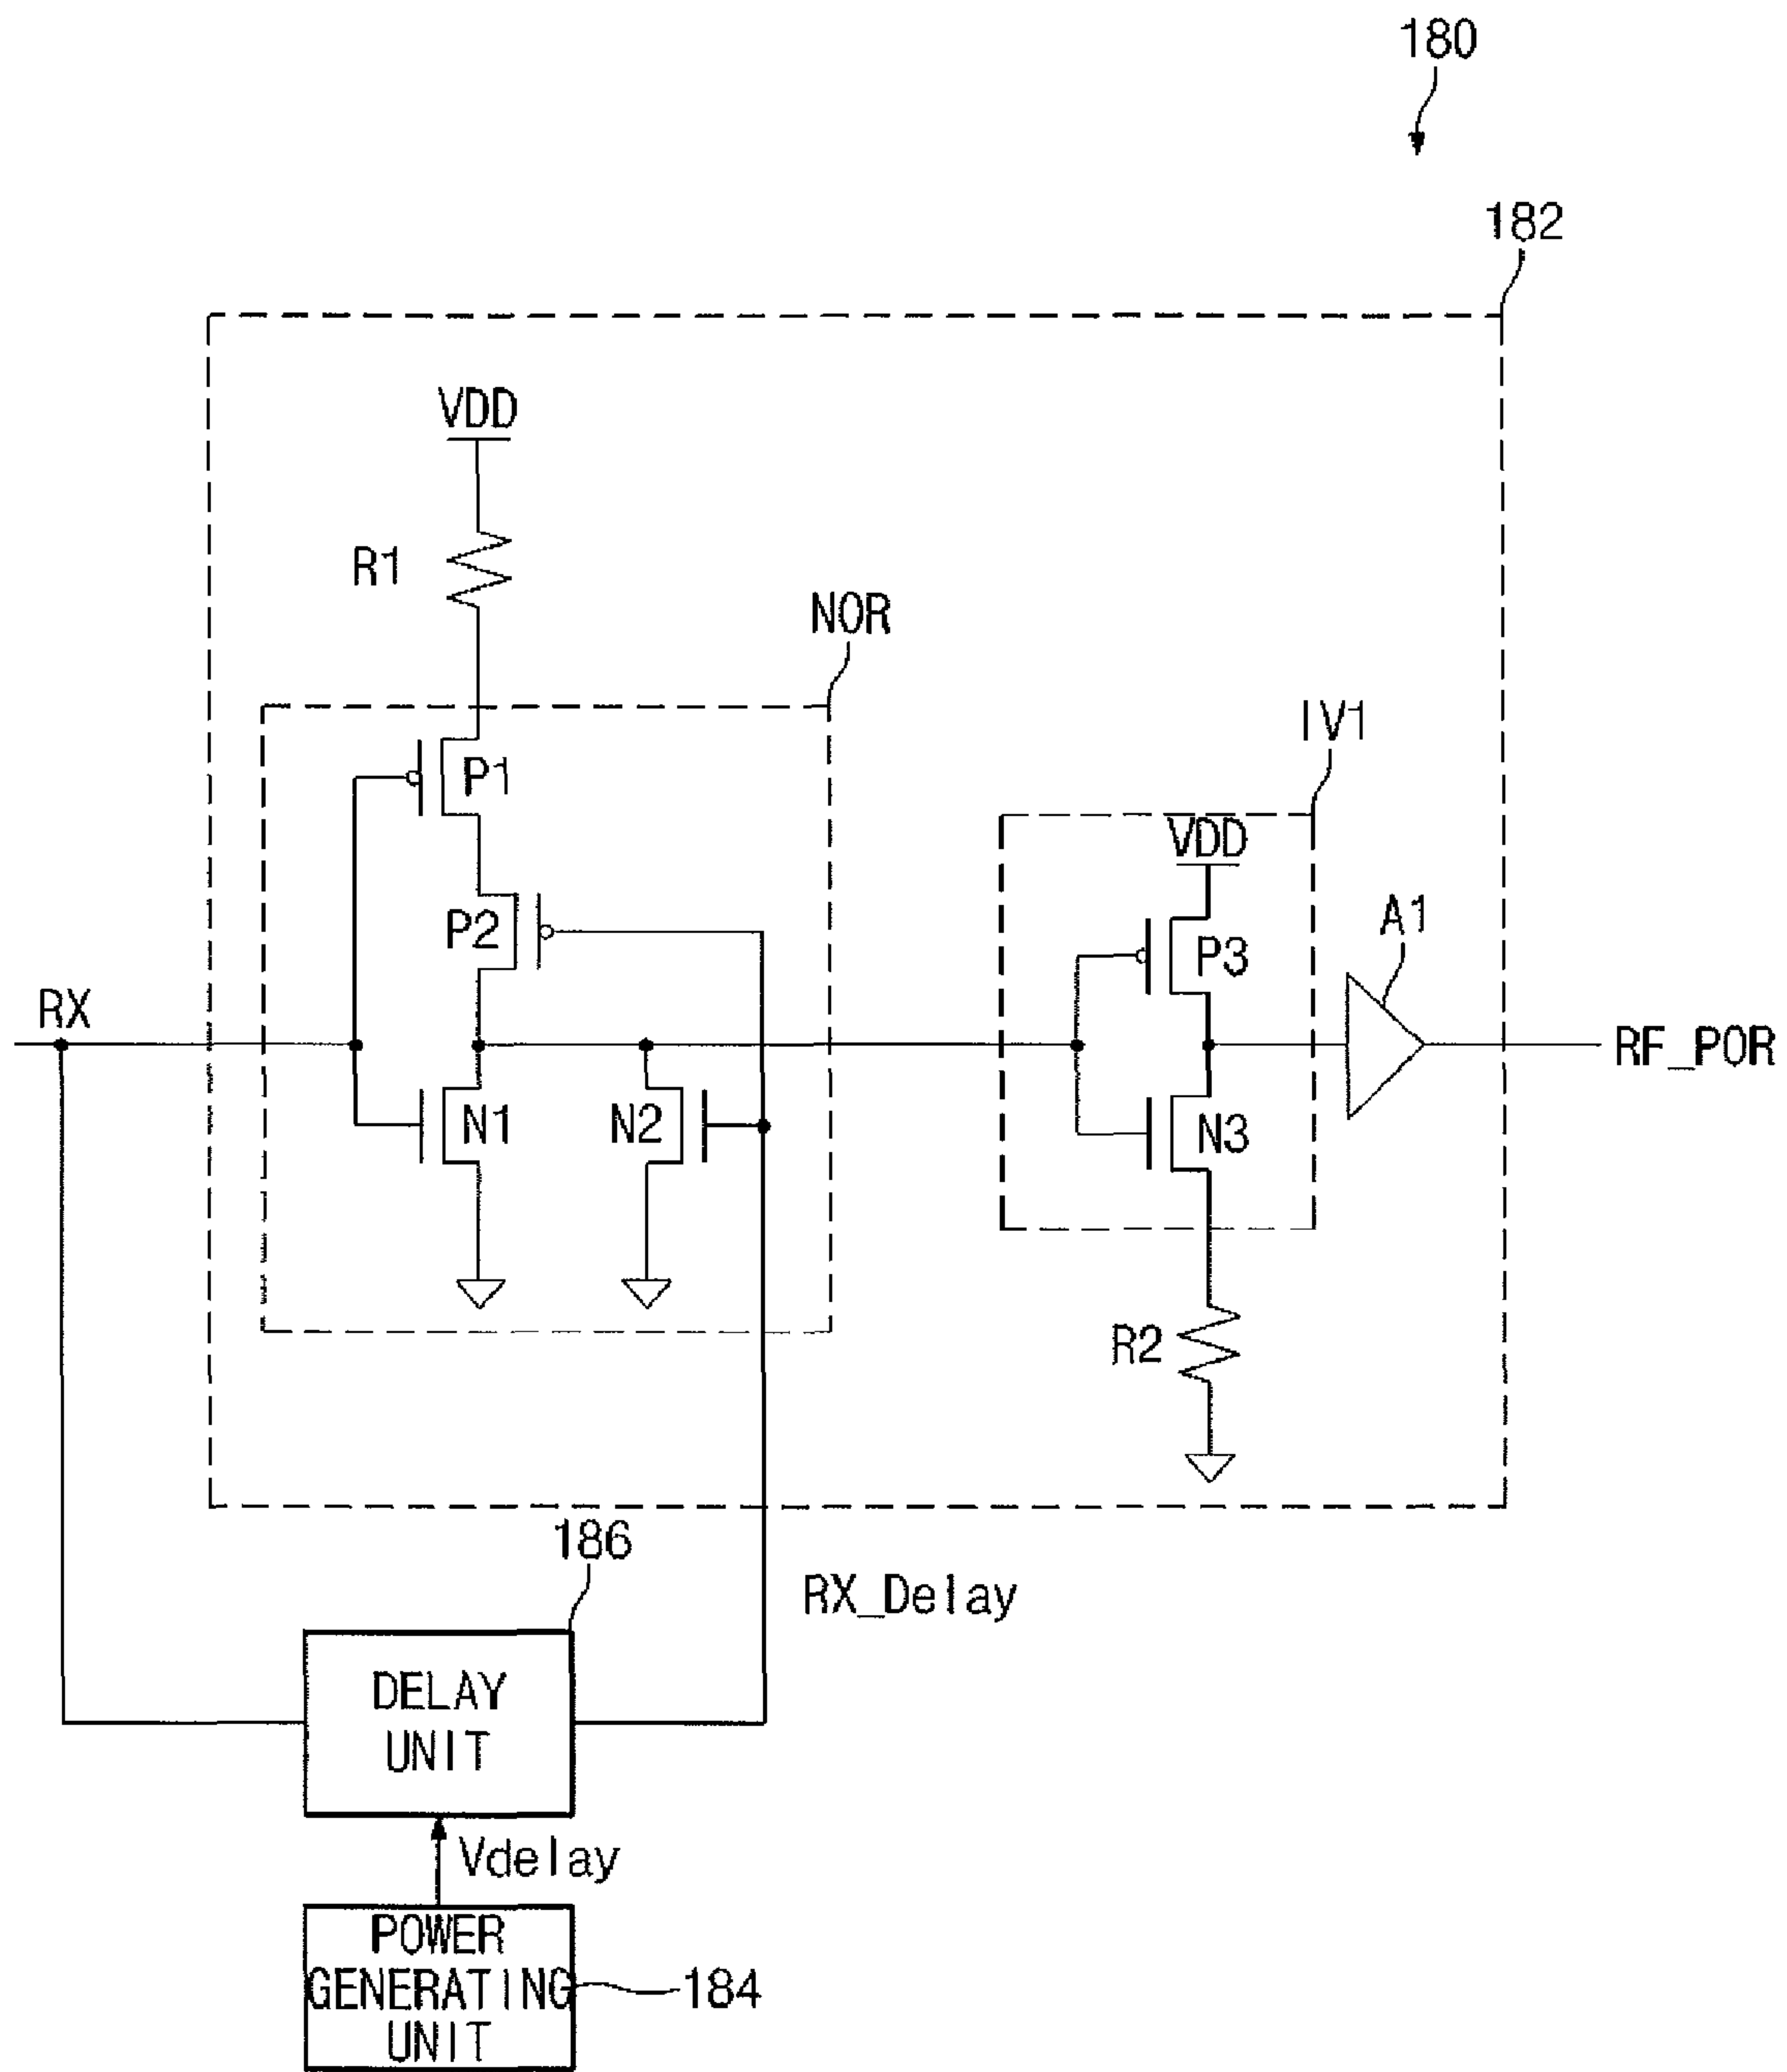 180
182
VDD
R1
NOR
P1
IV1
VDD
P2
P3
A1
RX
RF_POR
N1
N2
N3
R2
186
RX_Delay
DELAY
UNIT
Vdelay
POWER
GENERATING
UNIT
184